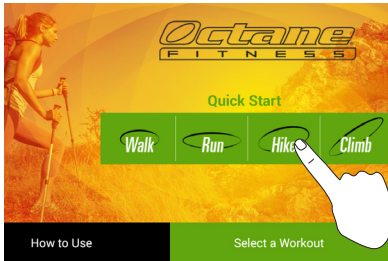 Octane
FITNESS
Quick Start
Walk Run Hike Climb
How to Use Select a Workout